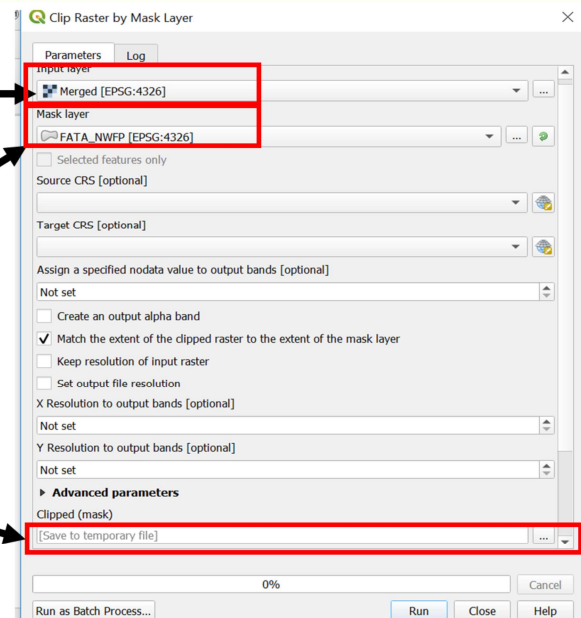 Clip Raster by Mask Layer
Parameters Log
Input layer
Merged [EPSG:4326]
...
Mask layer
FATA_NWFP [EPSG:4326]
...
Selected features only
Source CRS [optional]
Target CRS [optional]
Assign a specified nodata value to output bands [optional]
Not set
Create an output alpha band
Match the extent of the clipped raster to the extent of the mask layer
Keep resolution of input raster
Set output file resolution
X Resolution to output bands [optional]
Not set
Y Resolution to output bands [optional]
Not set
Advanced parameters
Clipped (mask)
[Save to temporary file]
...
0%
Cancel
Run as Batch Process... Run Close Help